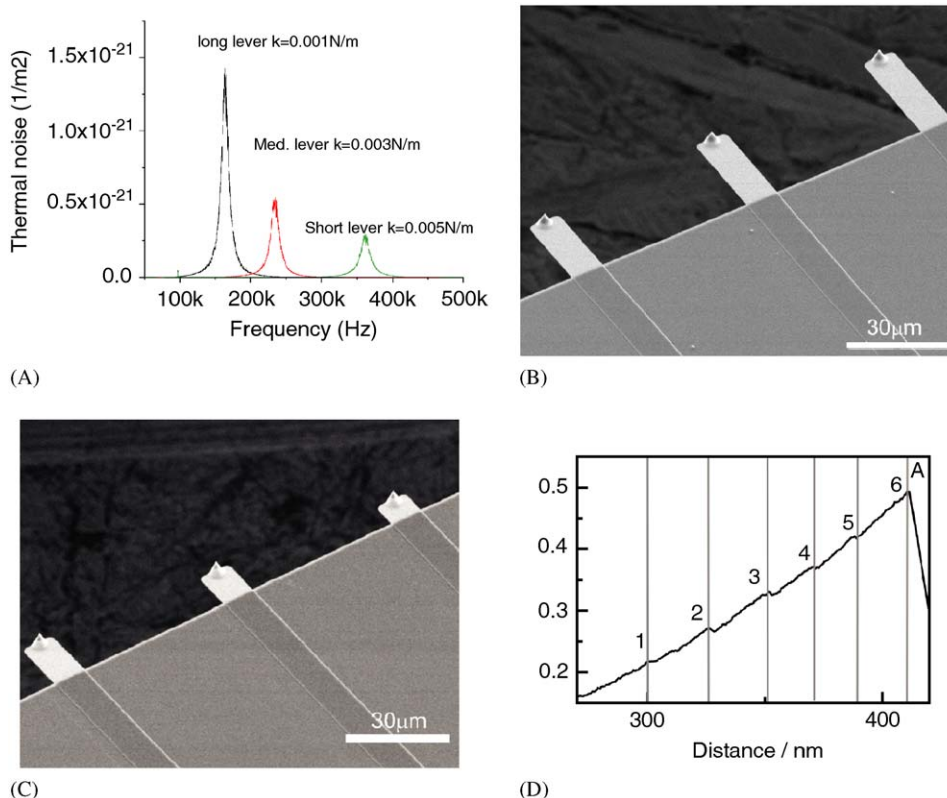 long lever k=0.001N/m
Med. lever k=0.003N/m
Short lever k=0.005N/m
Thermal noise (1/m2)
1.5x10-21
1.0x10-21
0.5x10-21
0.0
100k 200k 300k 400k 500k
Frequency (Hz)
(A)
30µm
(B)
30µm
(C)
0.5
0.4
0.3
0.2
1 2 3 4 5 6 A
300 400
Distance / nm
(D)